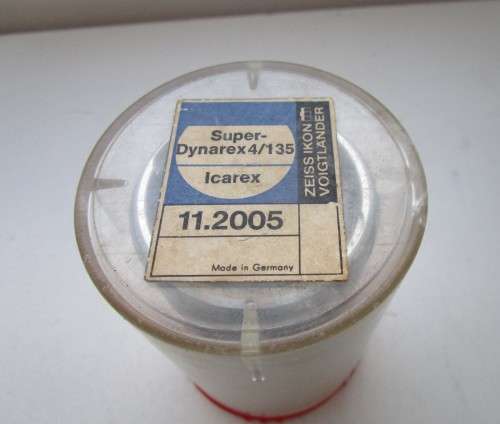 Super-
Dynarex 4/135
Icarex
11.2005
Made in Germany
ZEISS IKON
VOIGTLÄNDER